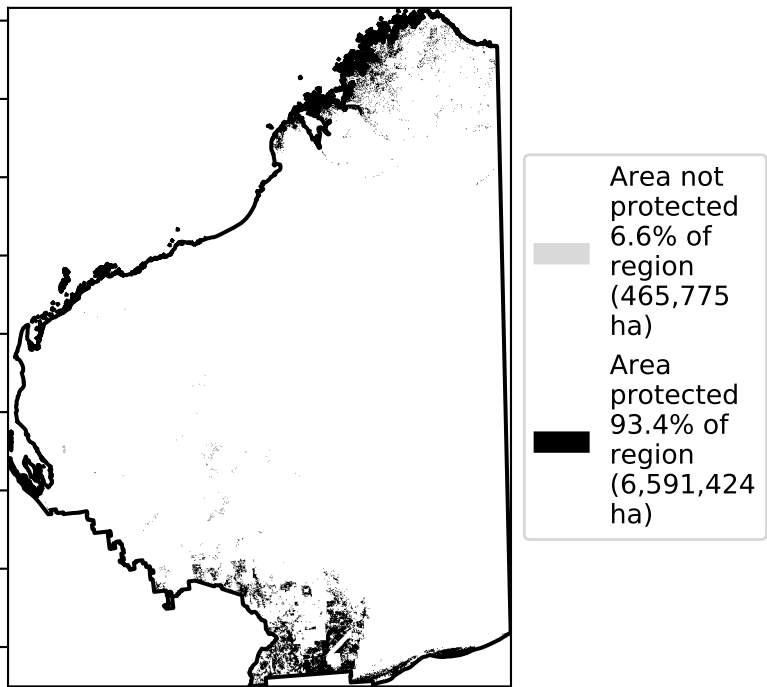 Area not
protected
6.6% of
region
(465,775
ha)
Area
protected
93.4% of
region
(6,591,424
ha)